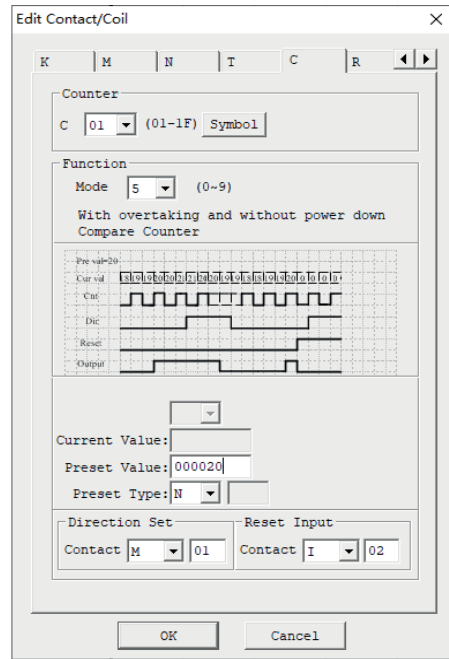 Edit Contact/Coil
K M N T C R
Counter
C 01 (01-1F) Symbol
Function
Mode 5 (0~9)
With overtaking and without power down
Compare Counter
Pre val=20
Cur val
Cnt
Dir
Reset
Output
Current Value:
Preset Value: 000020
Preset Type: N
Direction Set Reset Input
Contact M 01 Contact I 02
OK Cancel